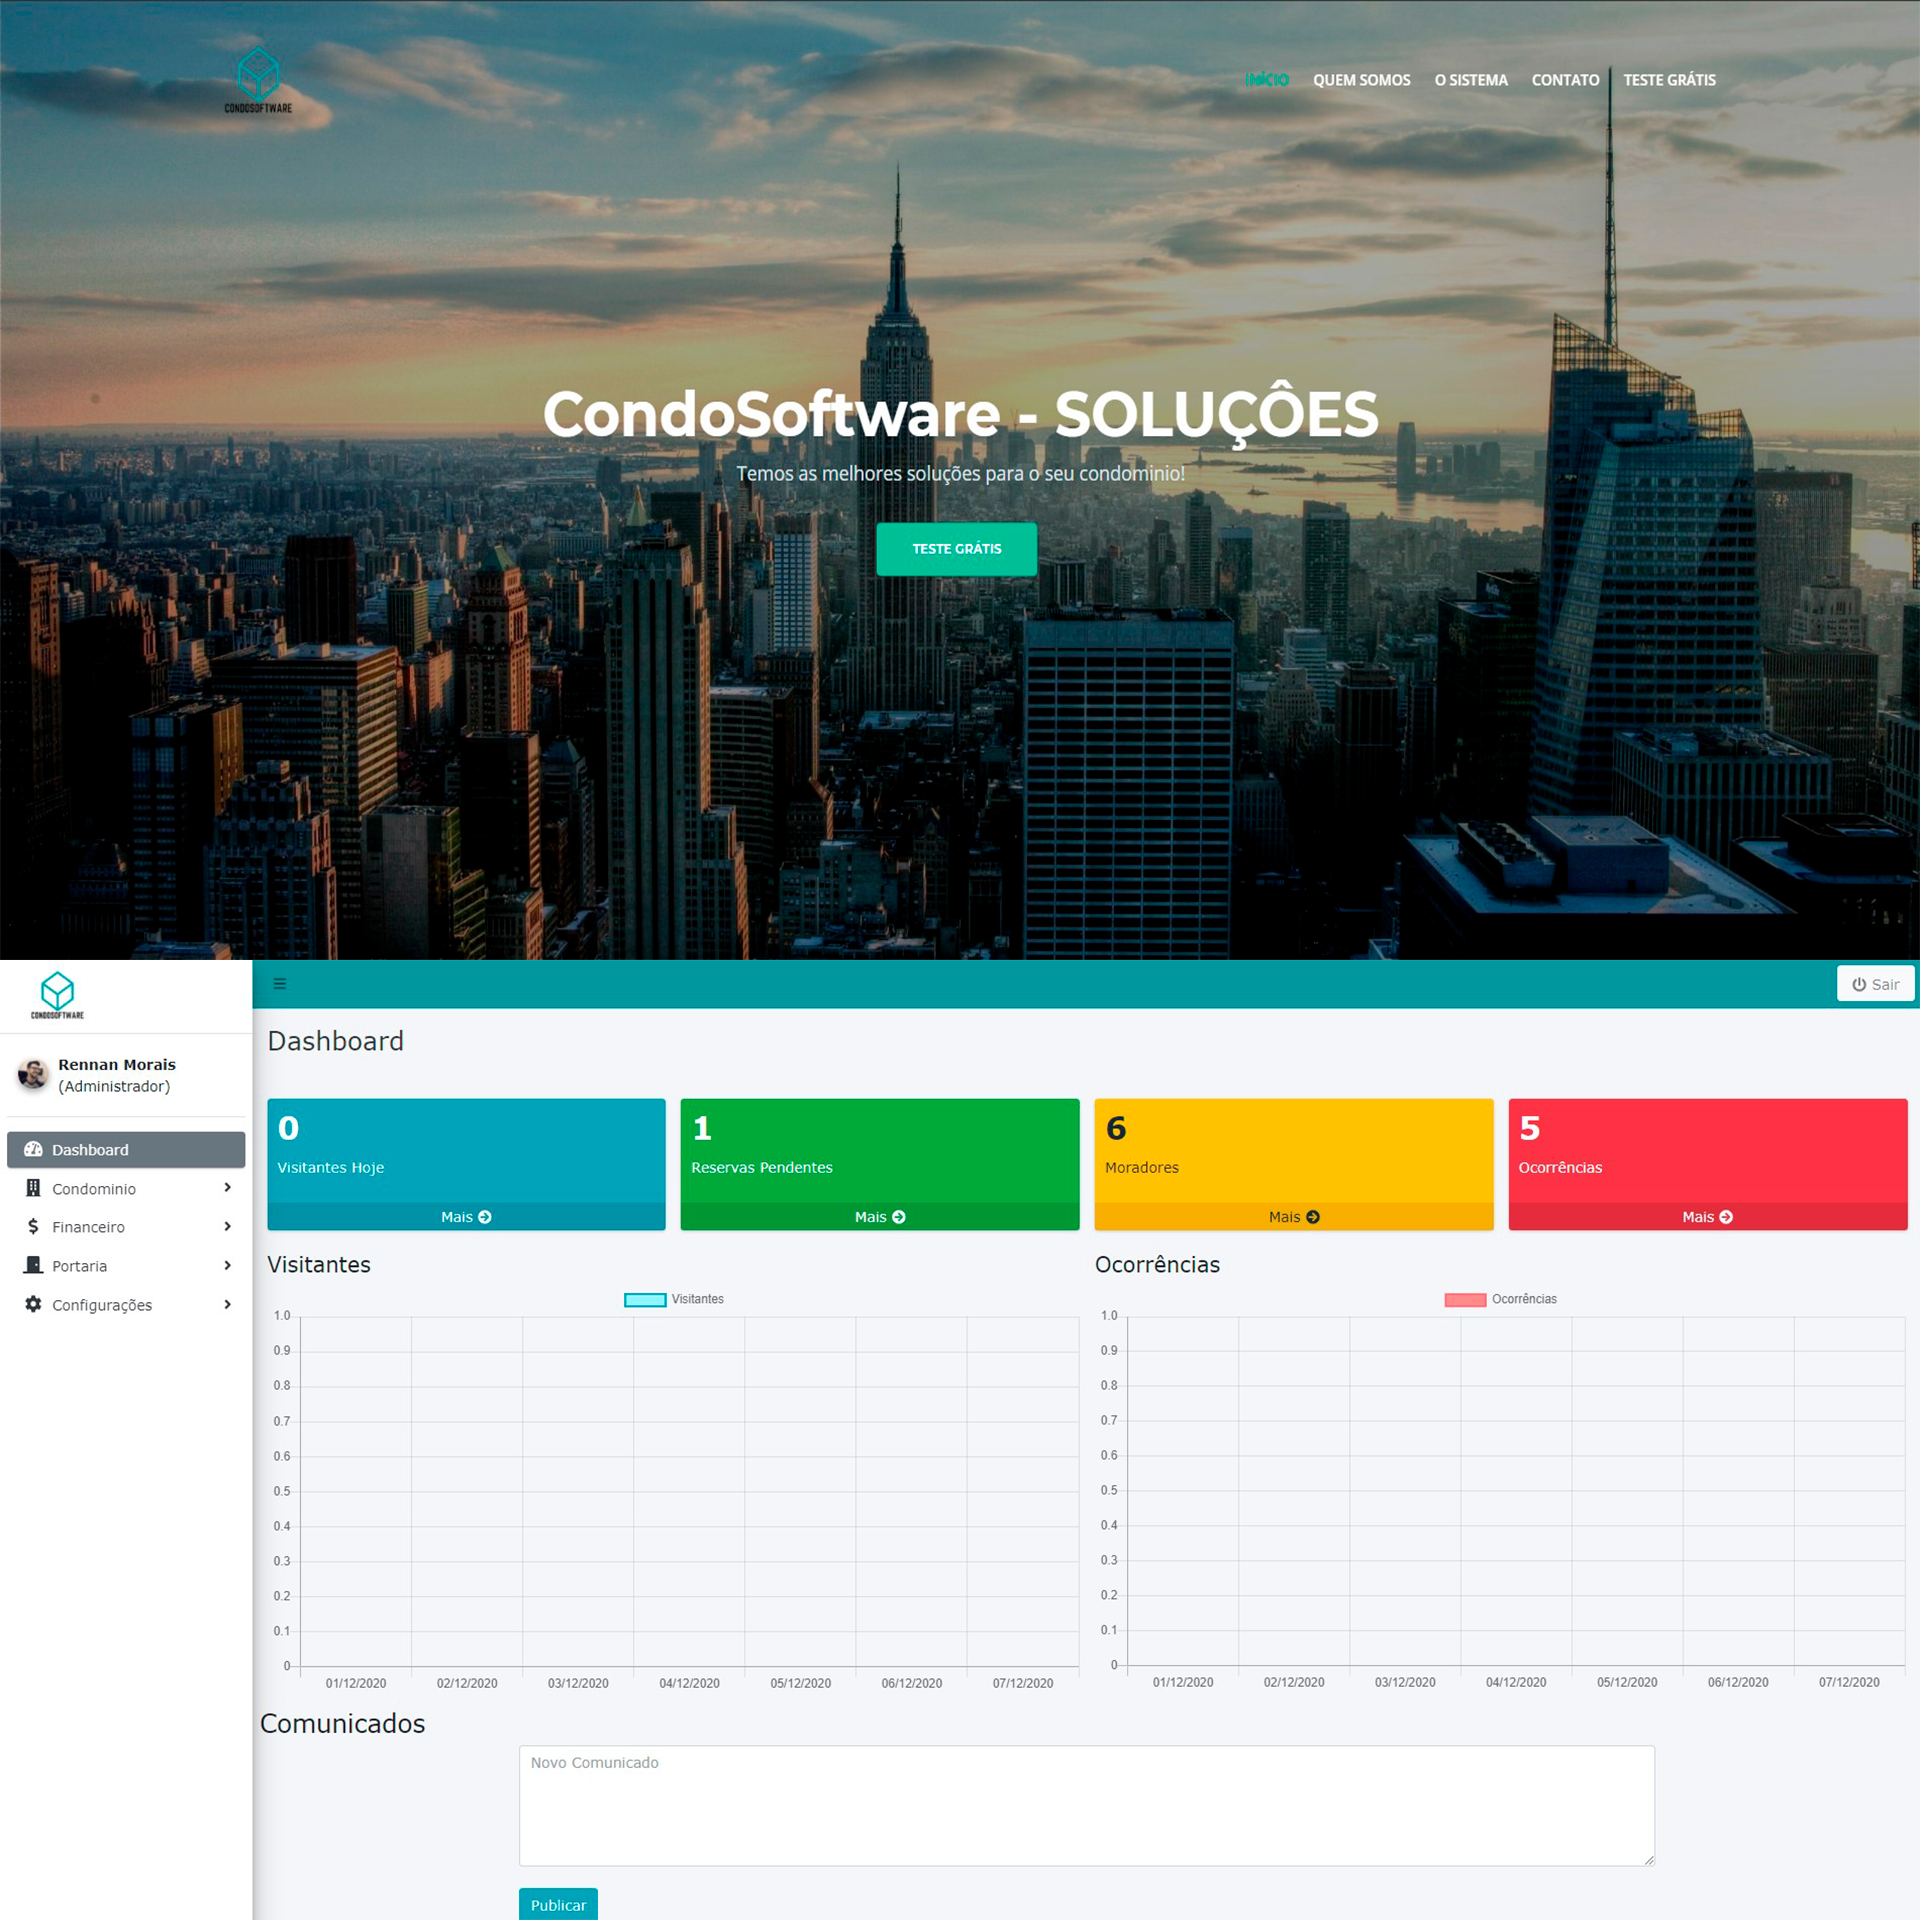 CONDOSOFTWARE
INÍCIO QUEM SOMOS O SISTEMA CONTATO TESTE GRÁTIS
CondoSoftware - SOLUÇÔES
Temos as melhores soluções para o seu condominio!
TESTE GRÁTIS
CONDOSOFTWARE
Sair
Rennan Morais
(Administrador)
Dashboard
Condominio
Financeiro
Portaria
Configurações
Dashboard
0
Visitantes Hoje
Mais
1
Reservas Pendentes
Mais
6
Moradores
Mais
5
Ocorrências
Mais
Visitantes
Visitantes
1.0
0.9
0.8
0.7
0.6
0.5
0.4
0.3
0.2
0.1
0
01/12/2020 02/12/2020 03/12/2020 04/12/2020 05/12/2020 06/12/2020 07/12/2020
Ocorrências
Ocorrências
1.0
0.9
0.8
0.7
0.6
0.5
0.4
0.3
0.2
0.1
0
01/12/2020 02/12/2020 03/12/2020 04/12/2020 05/12/2020 06/12/2020 07/12/2020
Comunicados
Novo Comunicado
Publicar